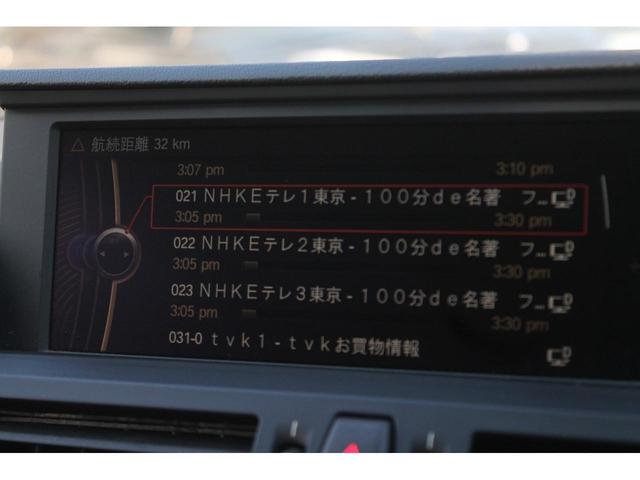 △ 航続距離 32 km
3:07 pm 3:10 pm
021 NHKEテレ1東京-100分de名著 フ... D
3:05 pm 3:30 pm
022 NHKEテレ2東京-100分de名著 フ... D
3:05 pm 3:30 pm
023 NHKEテレ3東京-100分de名著 フ... D
3:05 pm 3:30 pm
031-0 tvk1-tvkお買物情報 D